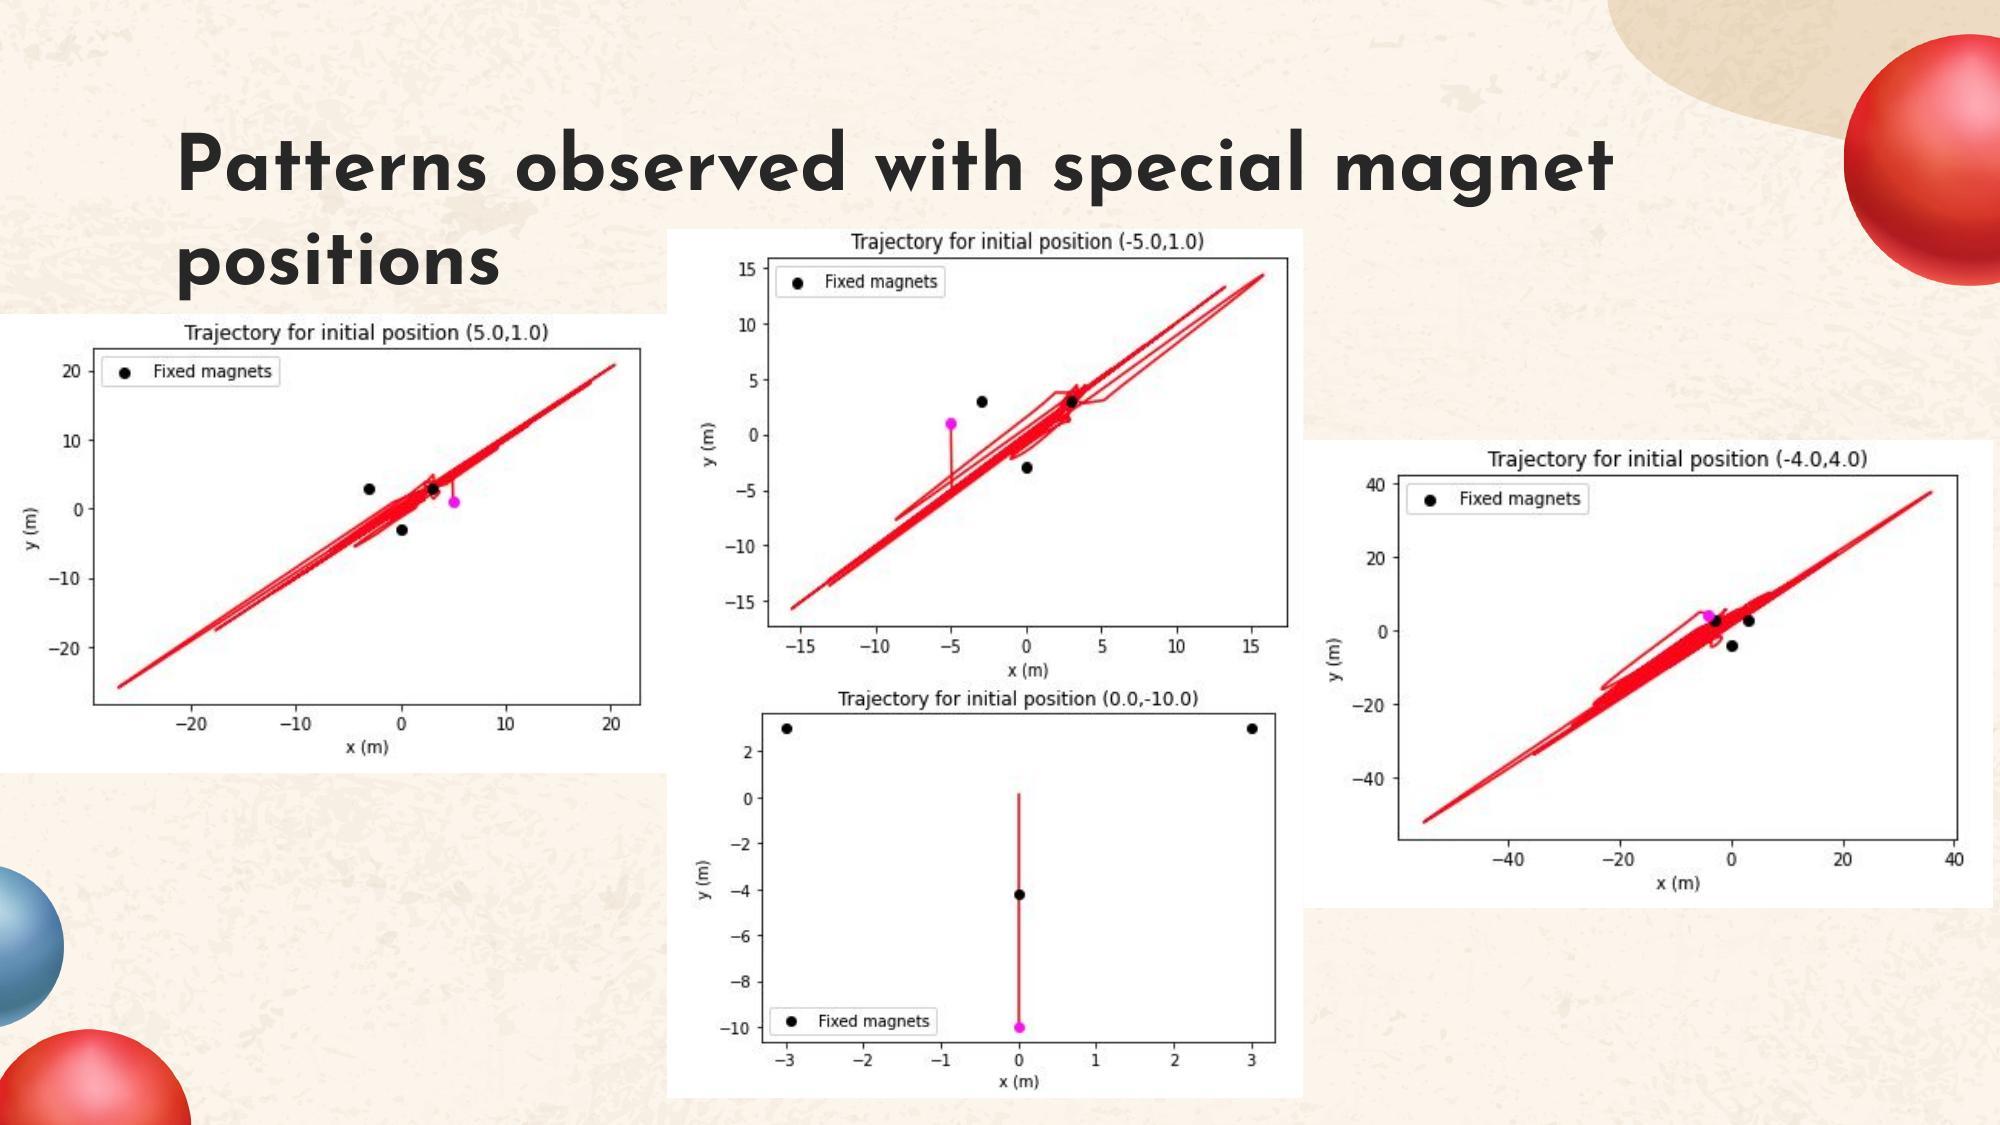 Patterns observed with special magnet
positions
Trajectory for initial position (5.0,1.0)
Fixed magnets
20
10
0
−10
−20
y (m)
−20 −10 0 10 20
x (m)
Trajectory for initial position (-5.0,1.0)
Fixed magnets
15
10
5
0
−5
−10
−15
y (m)
−15 −10 −5 0 5 10 15
x (m)
Trajectory for initial position (0.0,-10.0)
2
0
−2
−4
−6
−8
−10
y (m)
Fixed magnets
−3 −2 −1 0 1 2 3
x (m)
Trajectory for initial position (-4.0,4.0)
Fixed magnets
40
20
0
−20
−40
y (m)
−40 −20 0 20 40
x (m)